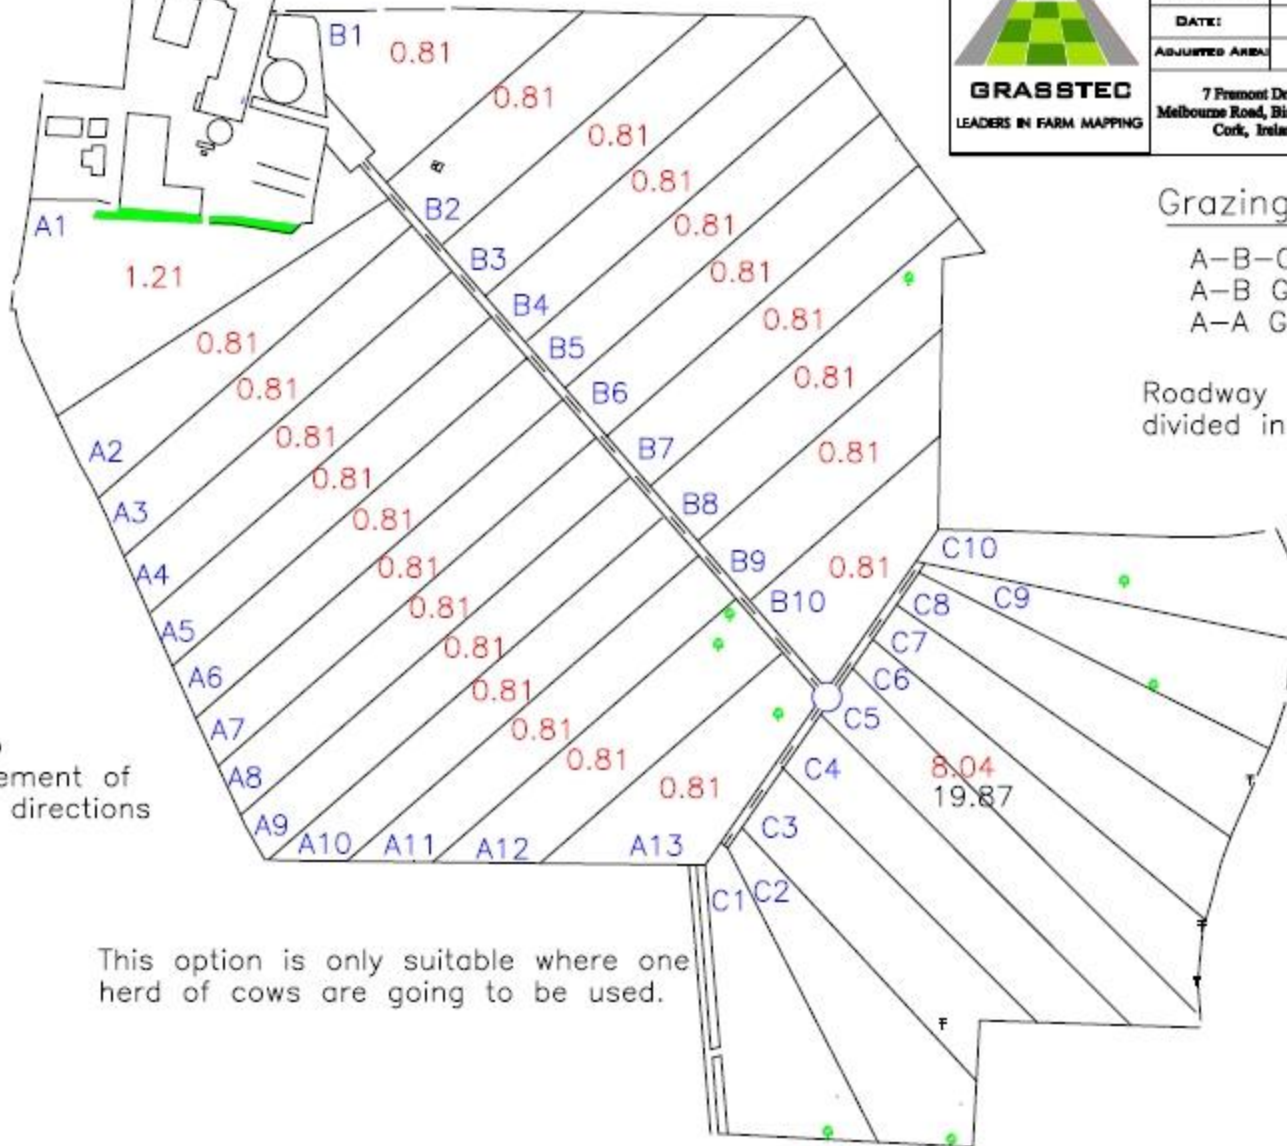 B1
0.81
0.81
0.81
0.81
0.81
0.81
0.81
0.81
0.81
0.81
B2
B3
B4
B5
B6
B7
B8
B9
B10
A1
1.21
0.81
0.81
0.81
0.81
0.81
0.81
0.81
0.81
0.81
0.81
0.81
0.81
A2
A3
A4
A5
A6
A7
A8
A9
A10
A11
A12
A13
C10
C9
C8
C7
C6
C5
C4
C3
C2
C1
8.04
19.87
GRASSTEC
LEADERS IN FARM MAPPING
DATE:
ADJUSTED AREA:
7 Fremont
Melbourne Road,
Cork,
Grazing
A-B-
A-B G
A-A G
Roadway
divided in
ement of
directions
This option is only suitable where one
herd of cows are going to be used.